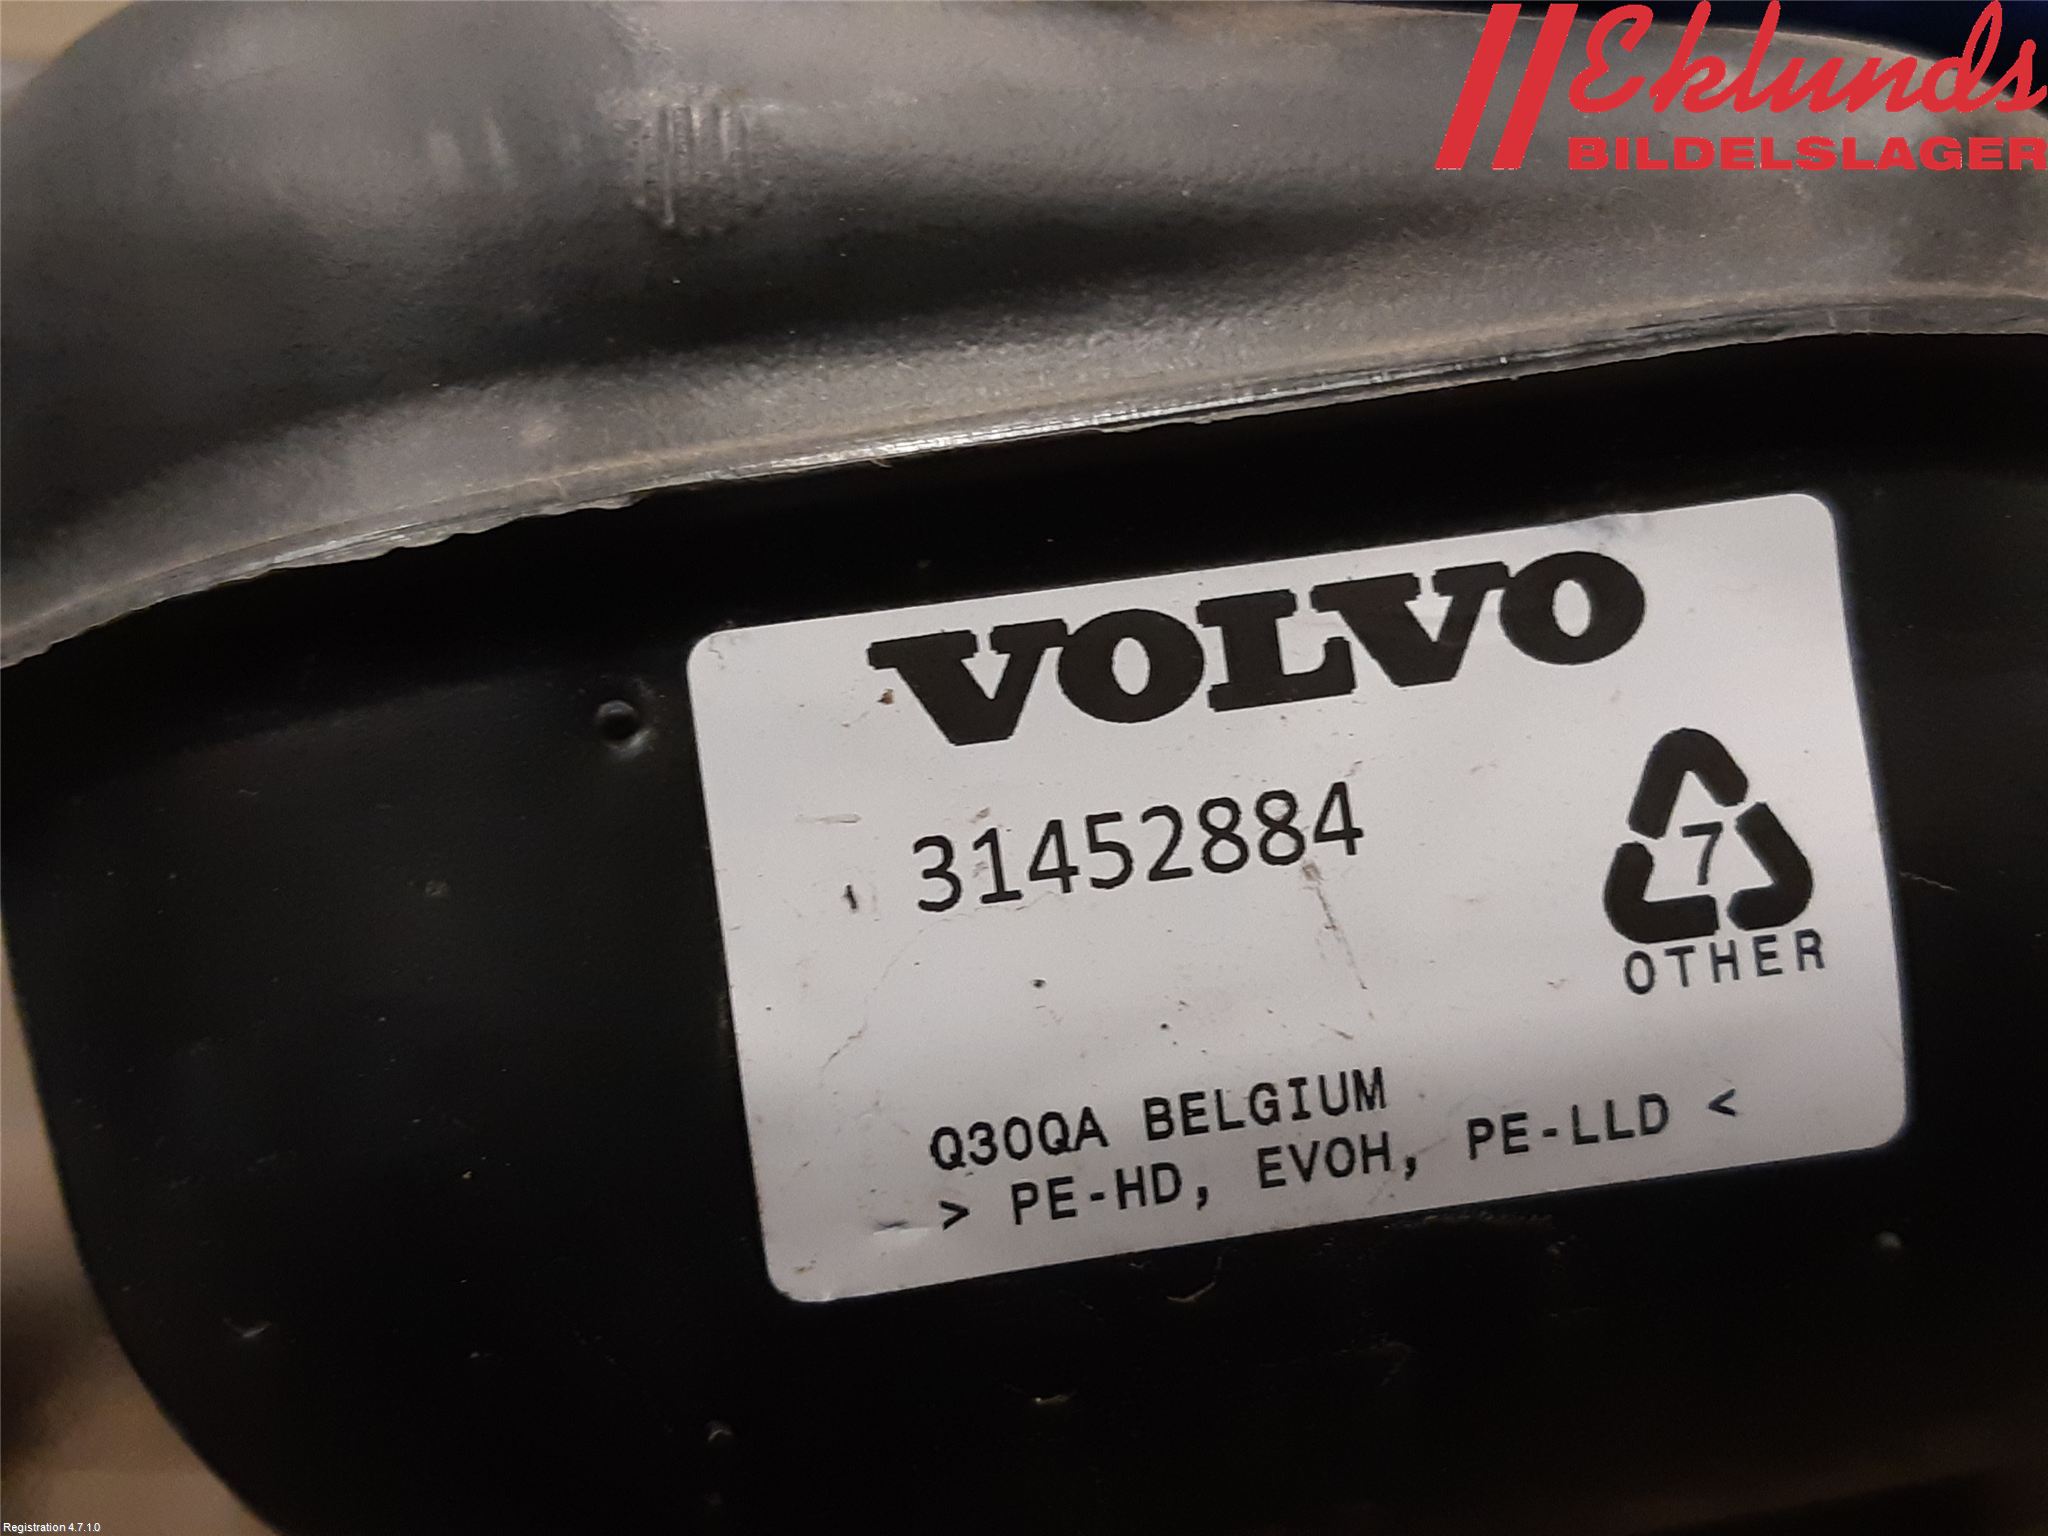 Eklunds
BILDELSLAGER
VOLVO
31452884
7
OTHER
Q30QA BELGIUM
> PE-HD, EVOH, PE-LLD <
Registration 4.7.1.0